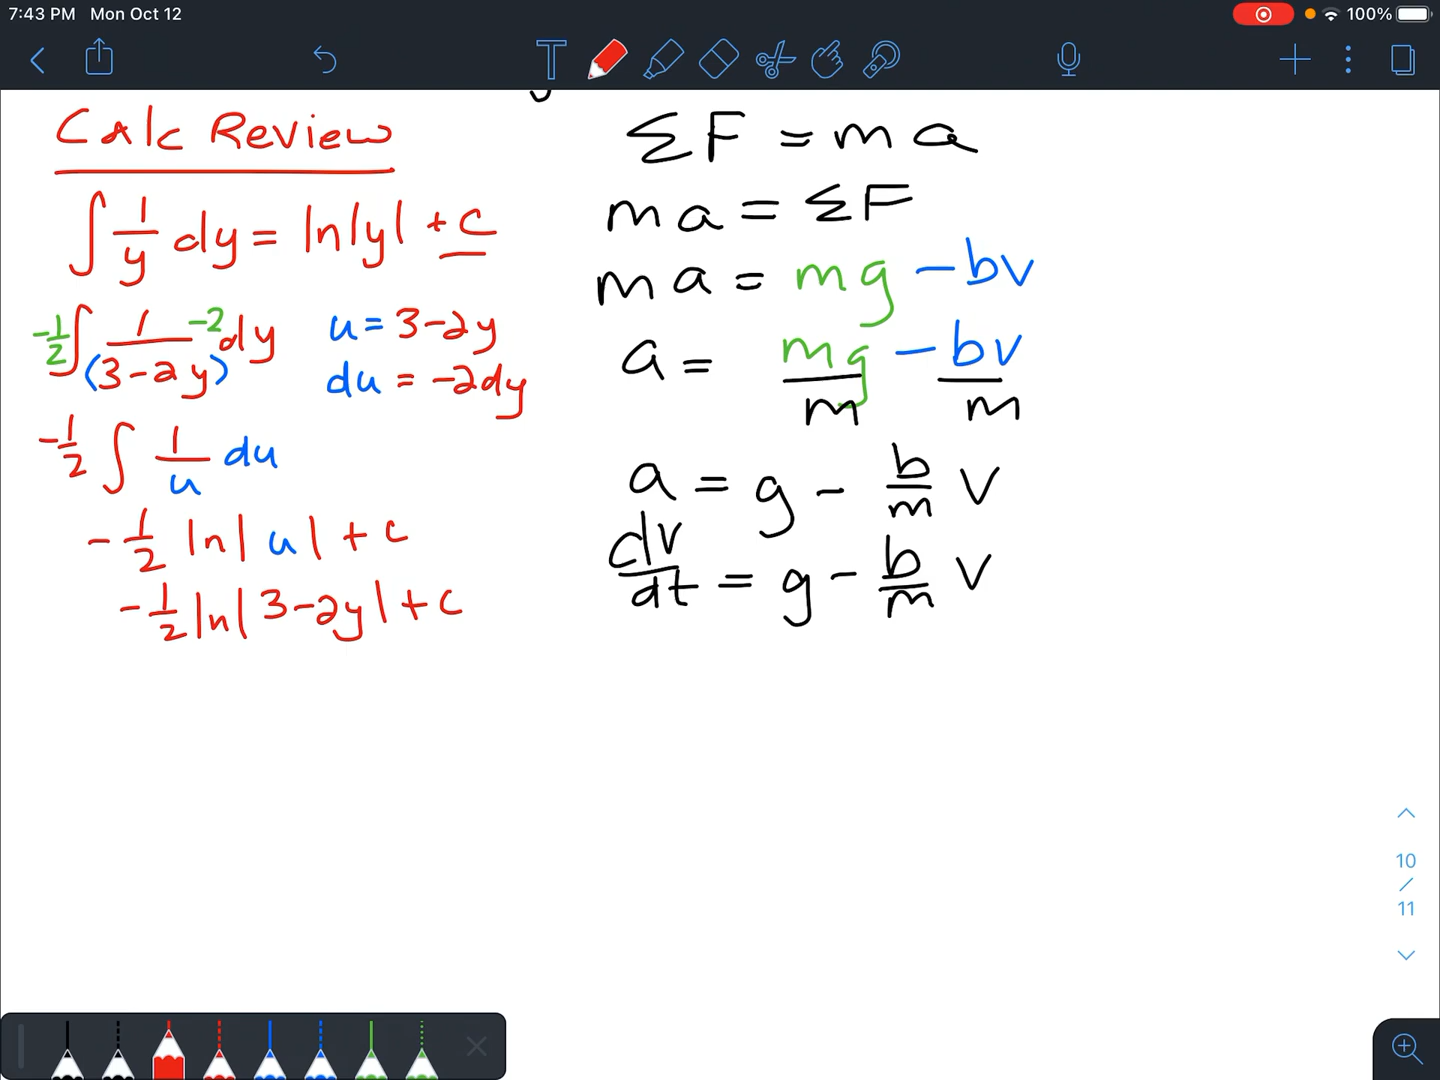 7:43 PM Mon Oct 12
100%
T
Calc Review
∫ 1/y dy = ln|y| + c
-1/2 ∫ 1/(3-2y) -2 dy
u = 3-2y
du = -2dy
-1/2 ∫ 1/u du
-1/2 ln|u| + c
-1/2 ln|3-2y| + c
ΣF = ma
ma = ΣF
ma = mg - bv
a = mg/m - bv/m
a = g - b/m v
dv/dt = g - b/m v
10
/
11